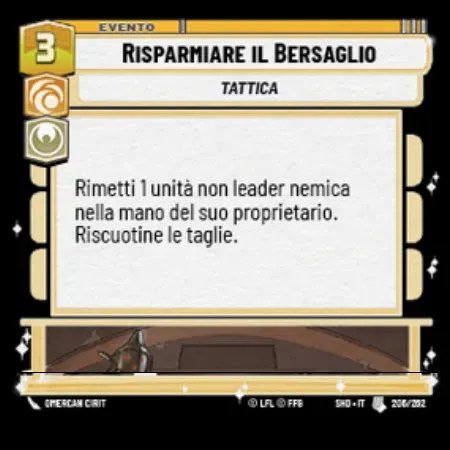 EVENTO
3
RISPARMIARE IL BERSAGLIO
TATTICA
Rimetti 1 unità non leader nemica
nella mano del suo proprietario.
Riscuotine le taglie.
OMERCAN CIRIT
© LFL © FFG
SHD • IT
206/262